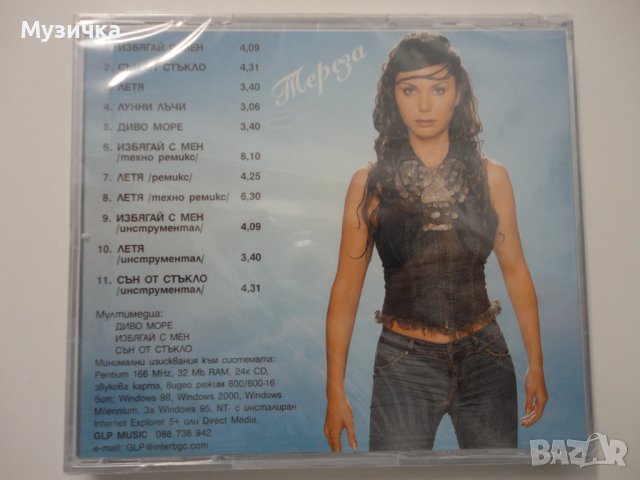 Музичка
1. ИЗБЯГАЙ С МЕН 4,09
2. СЪН ОТ СТЪКЛО 4,31
ЛЕТЯ 3,40
4. ЛУННИ ЛЪЧИ 3,06
5. ДИВО МОРЕ 3,40
6. ИЗБЯГАЙ С МЕН
/техно ремикс/ 8,10
7. ЛЕТЯ /ремикс/ 4,25
8. ЛЕТЯ /техно ремикс/ 6,30
9. ИЗБЯГАЙ С МЕН
/инструментал/ 4,09
10. ЛЕТЯ
/инструментал/ 3,40
11. СЪН ОТ СТЪКЛО
/инструментал/ 4,31
Тереза
Мултимедиа:
ДИВО МОРЕ
ИЗБЯГАЙ С МЕН
СЪН ОТ СТЪКЛО
Минимални изисквания към системата:
Pentium 166 MHz, 32 Mb RAM, 24x CD,
звукова карта, видео режим 800/600-16
бит; Windows 98, Windows 2000, Windows
Millenium. За Windows 95, NT- с инсталиран
Internet Explorer 5+ или Direct Media.
GLP MUSIC 088 736 942
e-mail: GLP@interbgc.com
BAZAR